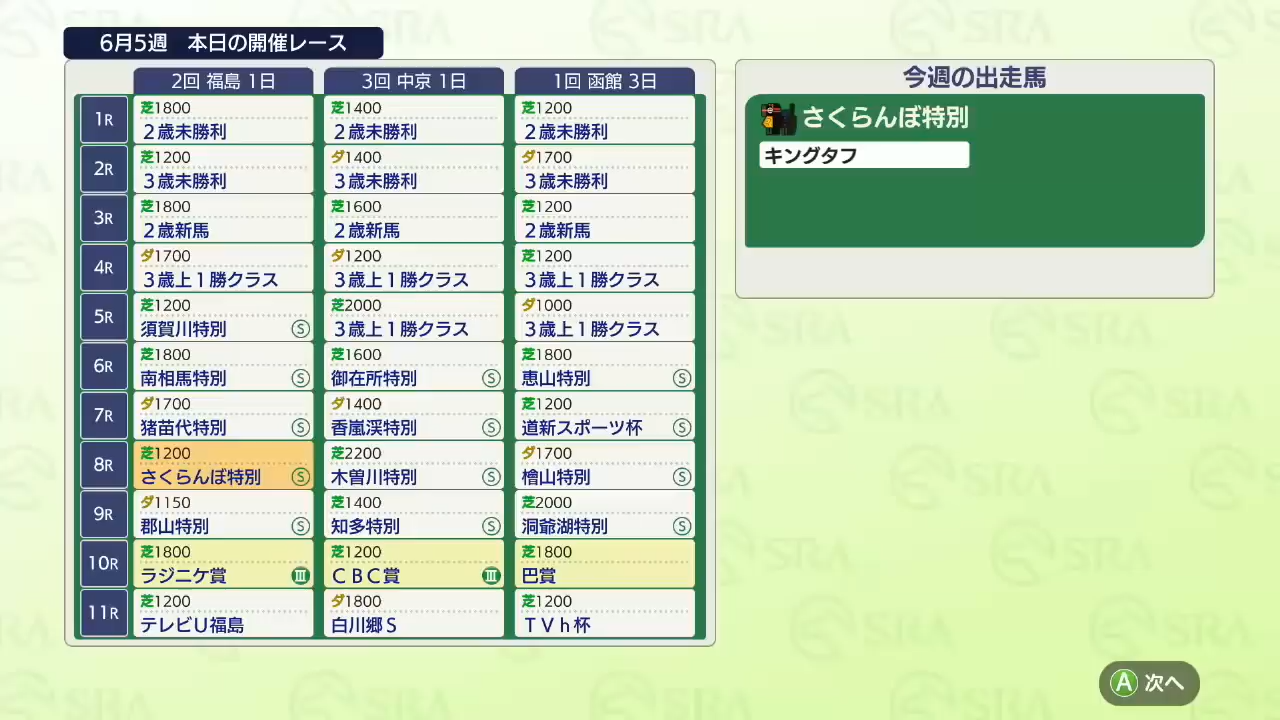 6月5週　本日の開催レース
2回 福島 1日
3回 中京 1日
1回 函館 3日
1R
芝1800
２歳未勝利
芝1400
２歳未勝利
芝1200
２歳未勝利
2R
芝1200
３歳未勝利
ダ1400
３歳未勝利
ダ1700
３歳未勝利
3R
芝1800
２歳新馬
芝1600
２歳新馬
芝1200
２歳新馬
4R
ダ1700
３歳上１勝クラス
ダ1200
３歳上１勝クラス
芝1200
３歳上１勝クラス
5R
芝1200
須賀川特別 Ⓢ
芝2000
３歳上１勝クラス
ダ1000
３歳上１勝クラス
6R
芝1800
南相馬特別 Ⓢ
芝1600
御在所特別 Ⓢ
芝1800
恵山特別 Ⓢ
7R
ダ1700
猪苗代特別 Ⓢ
ダ1400
香嵐渓特別 Ⓢ
芝1200
道新スポーツ杯 Ⓢ
8R
芝1200
さくらんぼ特別 Ⓢ
芝2200
木曽川特別 Ⓢ
ダ1700
檜山特別 Ⓢ
9R
ダ1150
郡山特別 Ⓢ
芝1400
知多特別 Ⓢ
芝2000
洞爺湖特別 Ⓢ
10R
芝1800
ラジニケ賞 Ⅲ
芝1200
ＣＢＣ賞 Ⅲ
芝1800
巴賞
11R
芝1200
テレビＵ福島
ダ1800
白川郷Ｓ
芝1200
ＴＶｈ杯
今週の出走馬
さくらんぼ特別
キングタフ
A 次へ
SRA